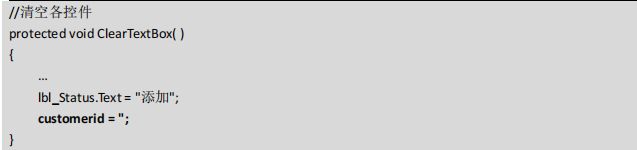 //清空各控件
protected void ClearTextBox( )
{
...
lbl_Status.Text = "添加";
customerid = '';
}